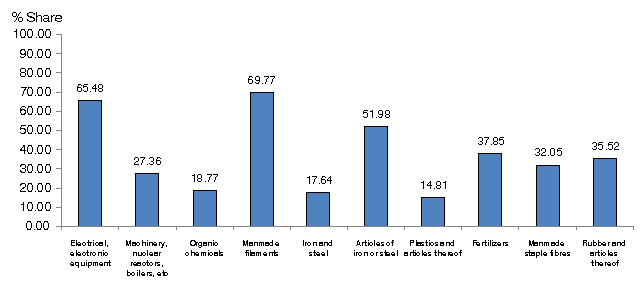 % Share
100.00
90.00
80.00
70.00
60.00
50.00
40.00
30.00
20.00
10.00
0.00
65.48
27.36
18.77
69.77
17.64
51.98
14.81
37.85
32.05
35.52
Electrical,
electronic
equipment
Machinery,
nuclear
reactors,
boilers, etc
Organic
chemicals
Manmade
filaments
Iron and
steel
Articles of
iron or steel
Plastics and
articles thereof
Fertilizers
Manmade
staple fibres
Rubber and
articles
thereof